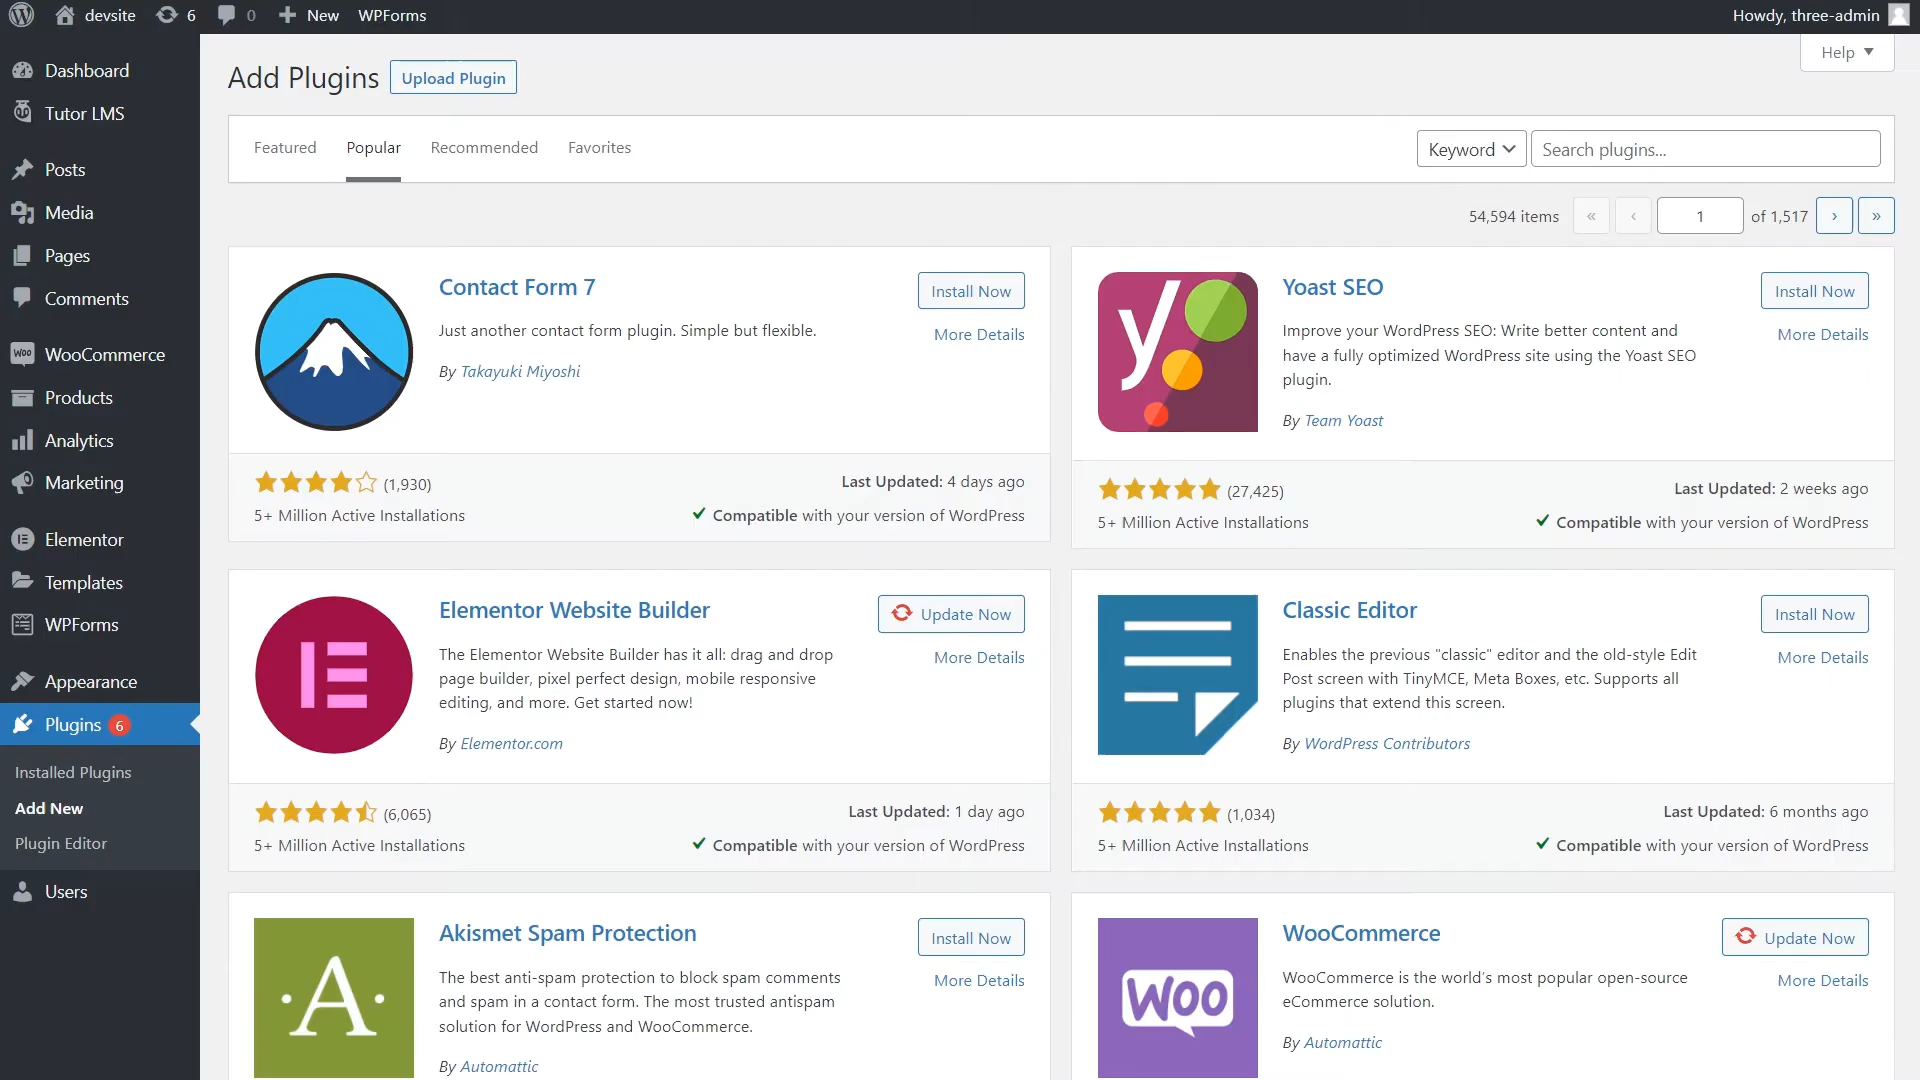 devsite 6 0 New WPForms Howdy, three-admin
Help
Dashboard
Tutor LMS
Posts
Media
Pages
Comments
WooCommerce
Products
Analytics
Marketing
Elementor
Templates
WPForms
Appearance
Plugins 6
Installed Plugins
Add New
Plugin Editor
Users
Add Plugins Upload Plugin
Featured Popular Recommended Favorites Keyword Search plugins...
54,594 items « ‹ 1 of 1,517 › »
Contact Form 7
Install Now
More Details
Just another contact form plugin. Simple but flexible.
By Takayuki Miyoshi
(1,930)
Last Updated: 4 days ago
5+ Million Active Installations
Compatible with your version of WordPress
y
Yoast SEO
Install Now
More Details
Improve your WordPress SEO: Write better content and
have a fully optimized WordPress site using the Yoast SEO
plugin.
By Team Yoast
(27,425)
Last Updated: 2 weeks ago
5+ Million Active Installations
Compatible with your version of WordPress
Elementor Website Builder
Update Now
More Details
The Elementor Website Builder has it all: drag and drop
page builder, pixel perfect design, mobile responsive
editing, and more. Get started now!
By Elementor.com
(6,065)
Last Updated: 1 day ago
5+ Million Active Installations
Compatible with your version of WordPress
Classic Editor
Install Now
More Details
Enables the previous "classic" editor and the old-style Edit
Post screen with TinyMCE, Meta Boxes, etc. Supports all
plugins that extend this screen.
By WordPress Contributors
(1,034)
Last Updated: 6 months ago
5+ Million Active Installations
Compatible with your version of WordPress
·A·
Akismet Spam Protection
Install Now
More Details
The best anti-spam protection to block spam comments
and spam in a contact form. The most trusted antispam
solution for WordPress and WooCommerce.
By Automattic
WOO
WooCommerce
Update Now
More Details
WooCommerce is the world's most popular open-source
eCommerce solution.
By Automattic